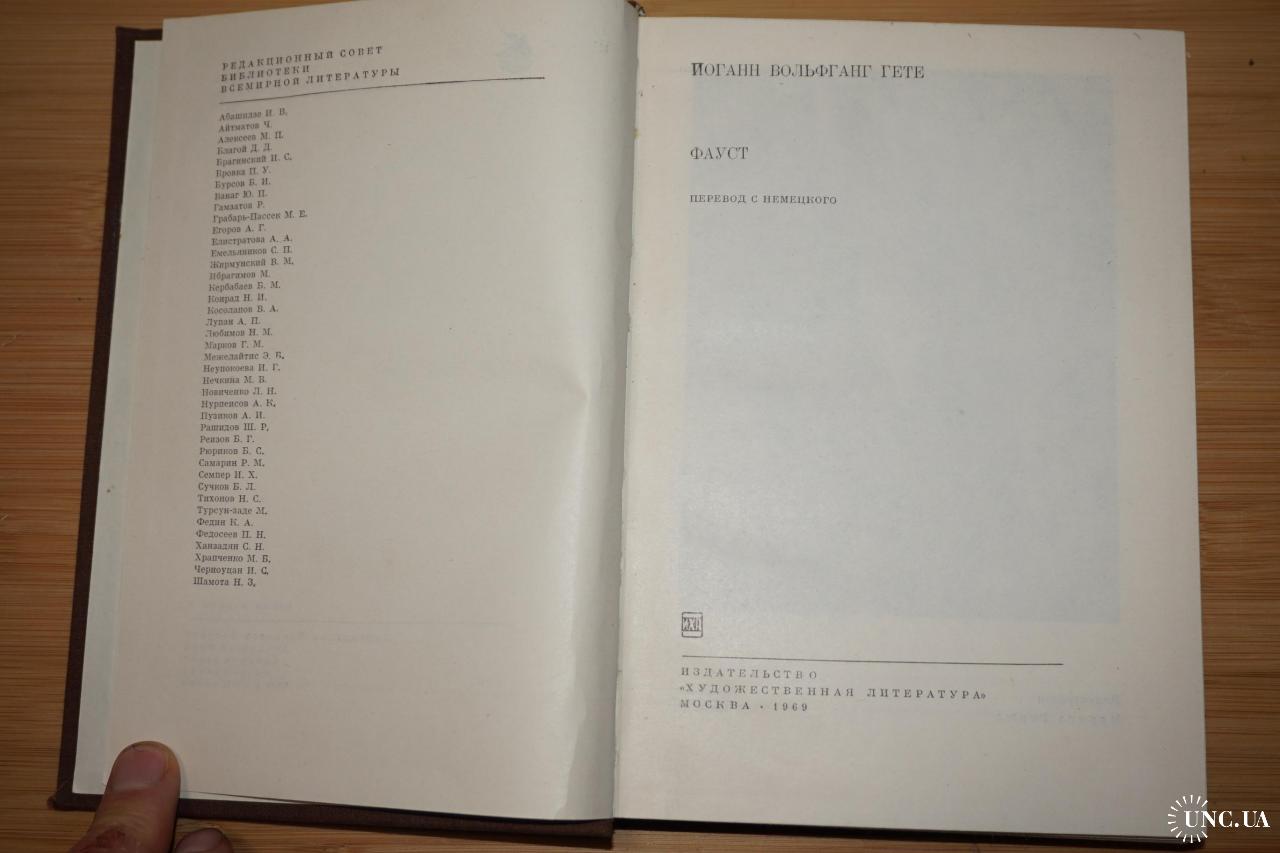 РЕДАКЦИОННЫЙ СОВЕТ
БИБЛИОТЕКИ
ВСЕМИРНОЙ ЛИТЕРАТУРЫ
Абашидзе И. В.
Айтматов Ч.
Алексеев М. П.
Благой Д. Д.
Брагинский И. С.
Бровка П. У.
Бурсов Б. И.
Ванаг Ю. П.
Гамзатов Р.
Грабарь-Пассек М. Е.
Егоров А. Г.
Елистратова А. А.
Емельяников С. П.
Жирмунский В. М.
Ибрагимов М.
Кербабаев Б. М.
Конрад Н. И.
Косолапов В. А.
Лупан А. П.
Любимов Н. М.
Марков Г. М.
Межелайтис Э. Б.
Неупокоева И. Г.
Нечкина М. В.
Новиченко Л. Н.
Нурпеисов А. К.
Пузиков А. И.
Рашидов Ш. Р.
Реизов Б. Г.
Рюриков Б. С.
Самарин Р. М.
Семпер И. Х.
Сучков Б. Л.
Тихонов Н. С.
Турсун-заде М.
Федин К. А.
Федосеев П. Н.
Ханзадян С. Н.
Храпченко М. Б.
Черноуцан И. С.
Шамота Н. З.
ИОГАНН ВОЛЬФГАНГ ГЕТЕ
ФАУСТ
ПЕРЕВОД С НЕМЕЦКОГО
ИЗДАТЕЛЬСТВО
«ХУДОЖЕСТВЕННАЯ ЛИТЕРАТУРА»
МОСКВА · 1969
UNC.UA